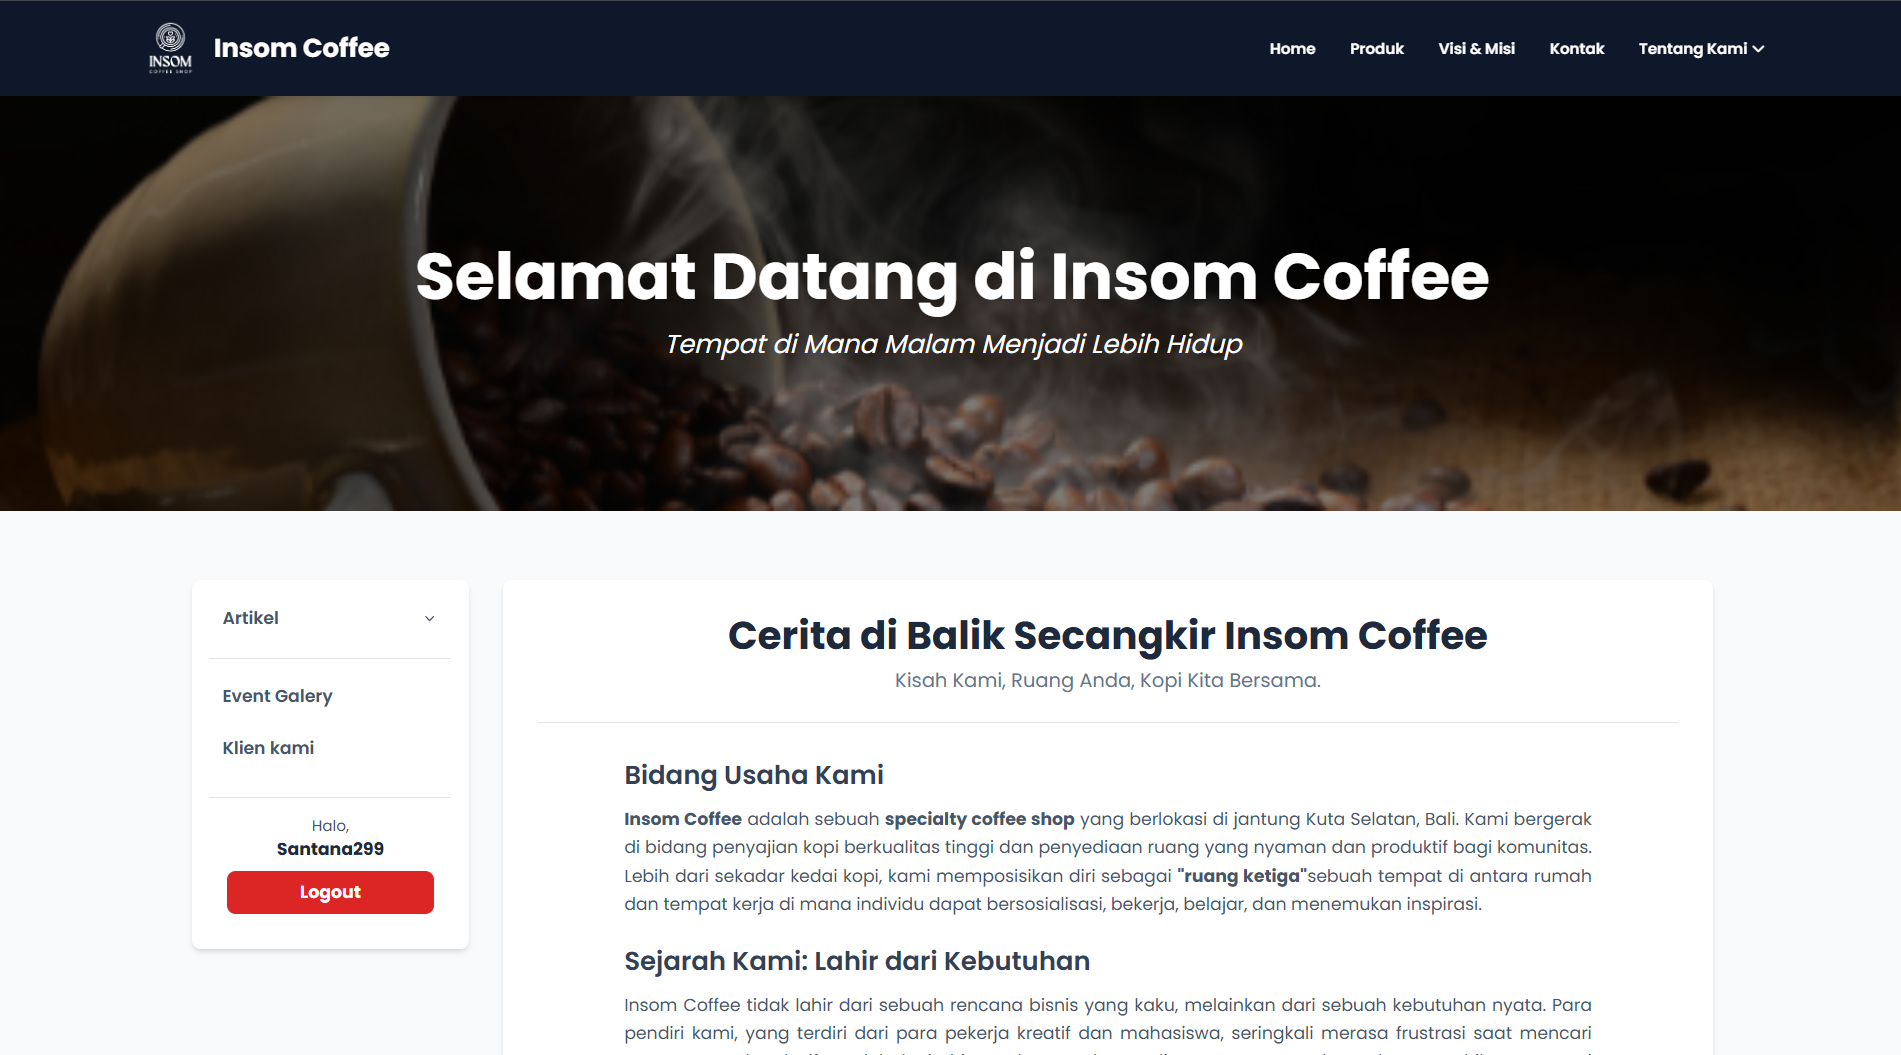 INSOM
COFFEE SHOP
Insom Coffee
Home
Produk
Visi & Misi
Kontak
Tentang Kami
Selamat Datang di Insom Coffee
Tempat di Mana Malam Menjadi Lebih Hidup
Artikel
Event Galery
Klien kami
Halo,
Santana299
Logout
Cerita di Balik Secangkir Insom Coffee
Kisah Kami, Ruang Anda, Kopi Kita Bersama.
Bidang Usaha Kami
Insom Coffee adalah sebuah specialty coffee shop yang berlokasi di jantung Kuta Selatan, Bali. Kami bergerak
di bidang penyajian kopi berkualitas tinggi dan penyediaan ruang yang nyaman dan produktif bagi komunitas.
Lebih dari sekadar kedai kopi, kami memposisikan diri sebagai "ruang ketiga"sebuah tempat di antara rumah
dan tempat kerja di mana individu dapat bersosialisasi, bekerja, belajar, dan menemukan inspirasi.
Sejarah Kami: Lahir dari Kebutuhan
Insom Coffee tidak lahir dari sebuah rencana bisnis yang kaku, melainkan dari sebuah kebutuhan nyata. Para
pendiri kami, yang terdiri dari para pekerja kreatif dan mahasiswa, seringkali merasa frustrasi saat mencari